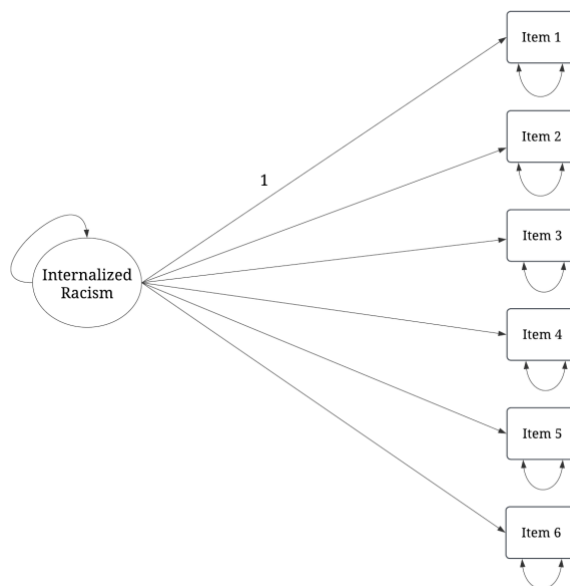 Item 1
Item 2
1
Item 3
Internalized
Racism
Item 4
Item 5
Item 6